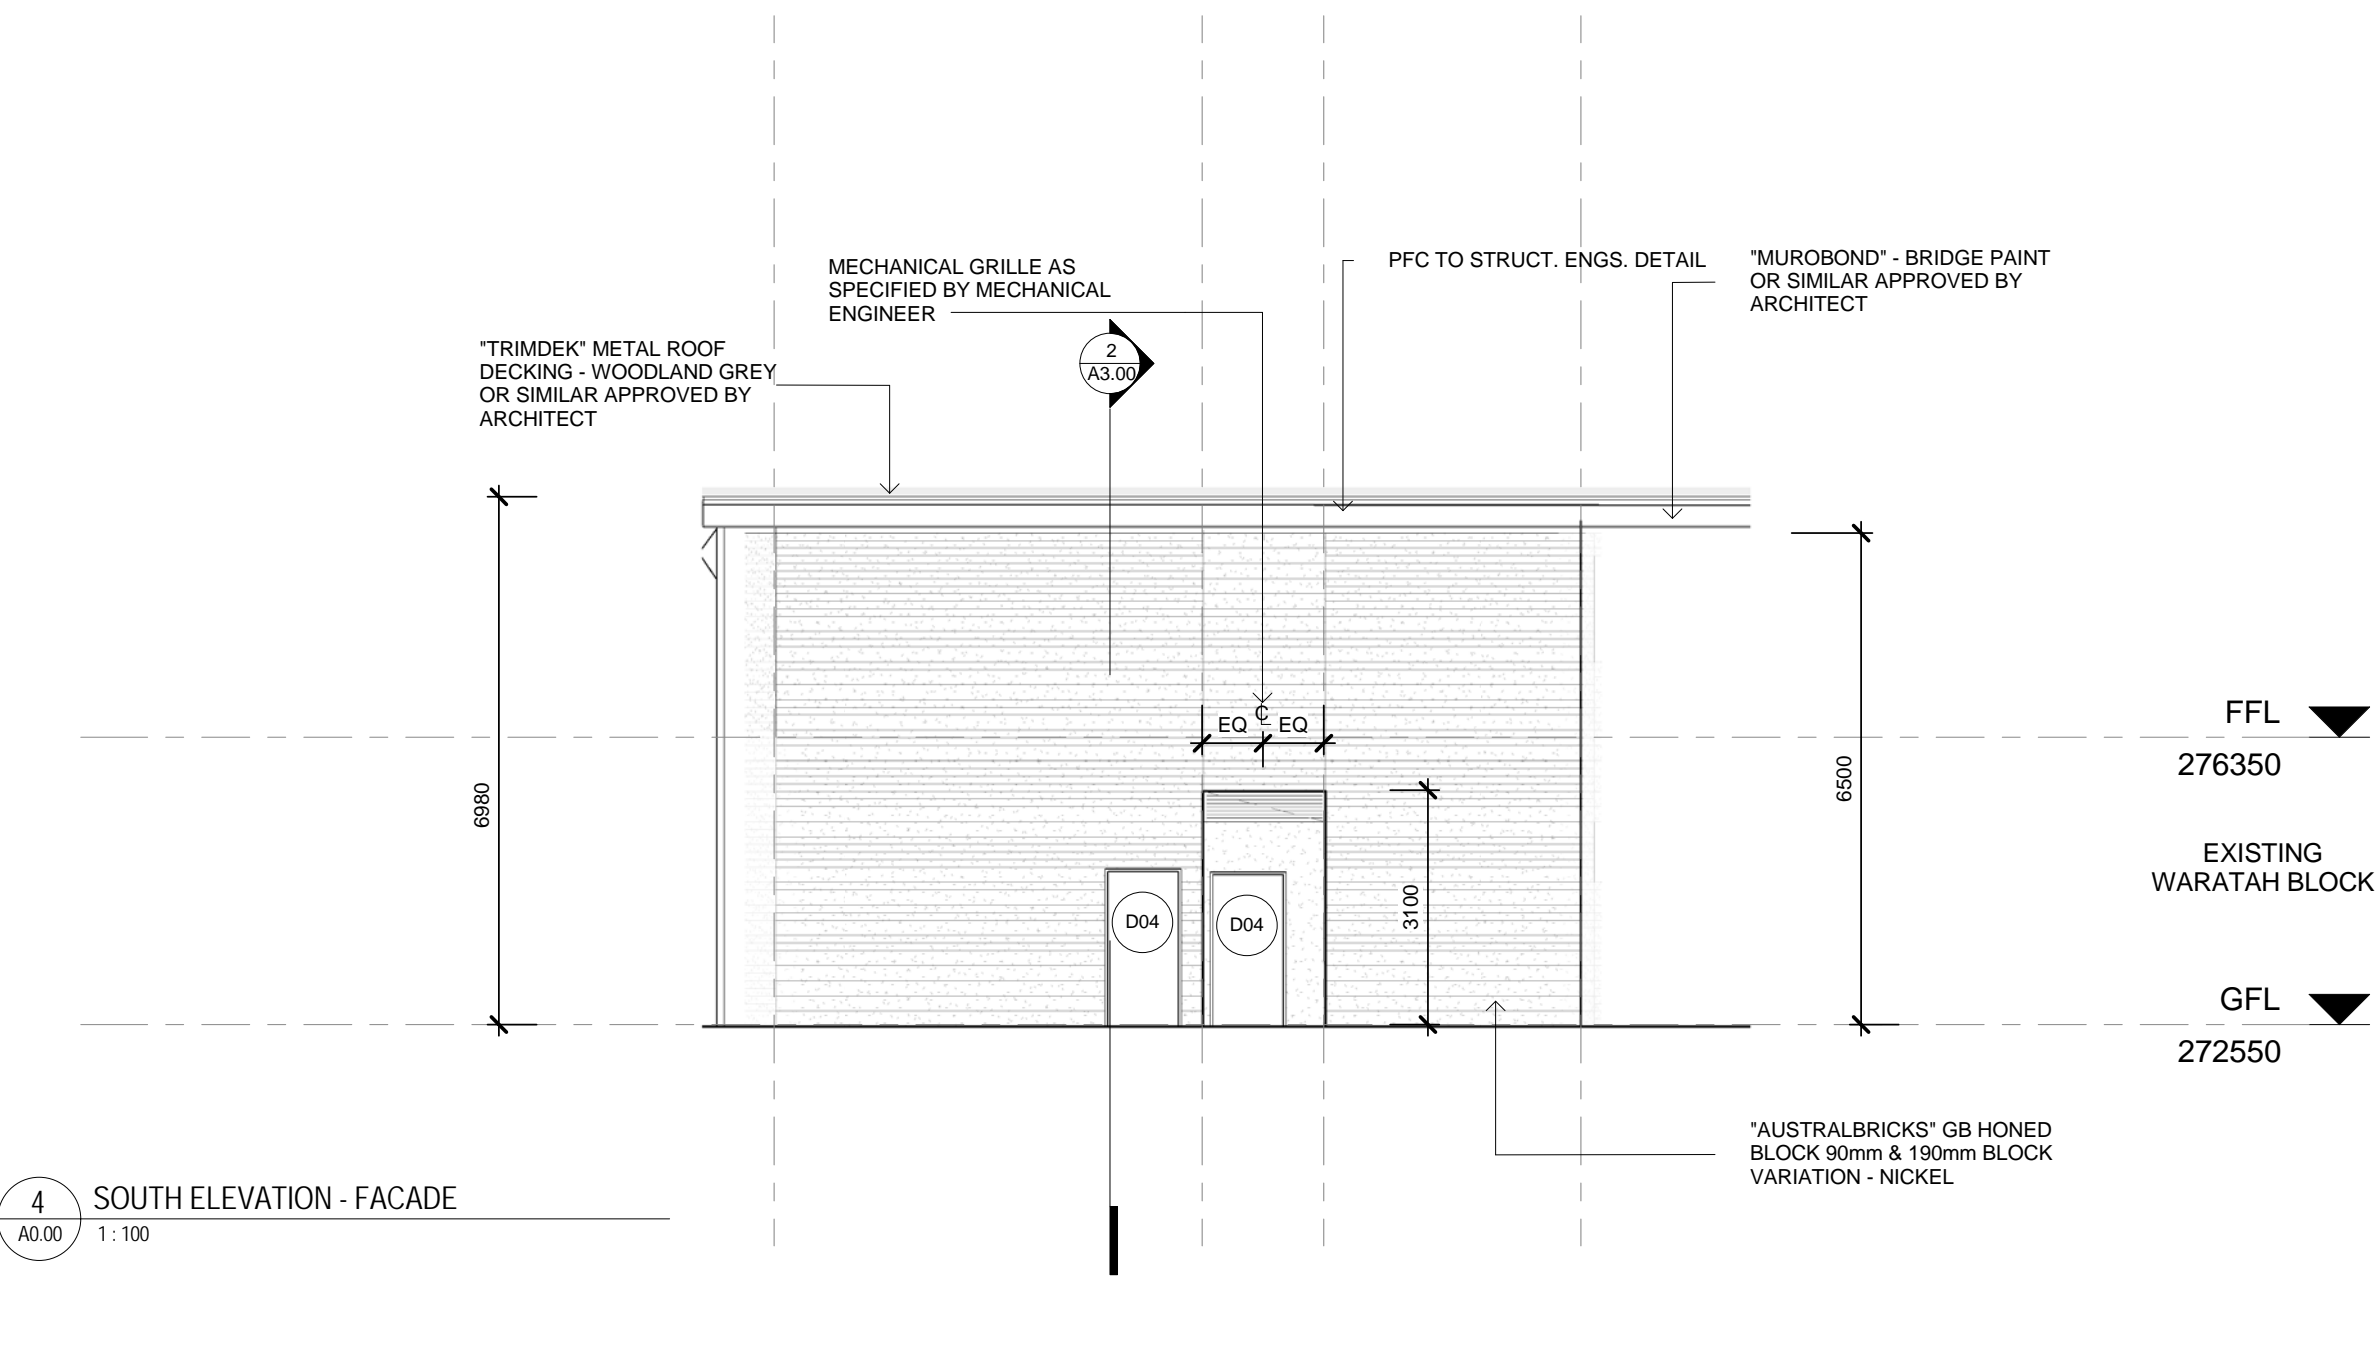 MECHANICAL GRILLE AS
SPECIFIED BY MECHANICAL
ENGINEER
PFC TO STRUCT. ENGS. DETAIL
"MUROBOND" - BRIDGE PAINT
OR SIMILAR APPROVED BY
ARCHITECT
"TRIMDEK" METAL ROOF
DECKING - WOODLAND GREY
OR SIMILAR APPROVED BY
ARCHITECT
2
A3.00
C
L
EQ
EQ
FFL
276350
6980
6500
3100
EXISTING
WARATAH BLOCK
D04
D04
GFL
272550
"AUSTRALBRICKS" GB HONED
BLOCK 90mm & 190mm BLOCK
VARIATION - NICKEL
4
A0.00
SOUTH ELEVATION - FACADE
1 : 100